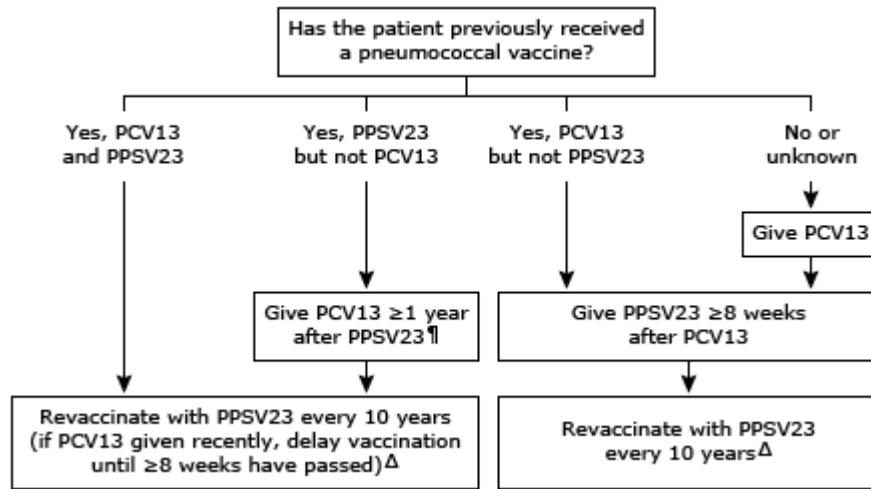 Has the patient previously received
a pneumococcal vaccine?
Yes, PCV13
and PPSV23
Yes, PPSV23
but not PCV13
Yes, PCV13
but not PPSV23
No or
unknown
Give PCV13
Give PCV13 ≥1 year
after PPSV23¶
Give PPSV23 ≥8 weeks
after PCV13
Revaccinate with PPSV23 every 10 years
(if PCV13 given recently, delay vaccination
until ≥8 weeks have passed)Δ
Revaccinate with PPSV23
every 10 yearsΔ